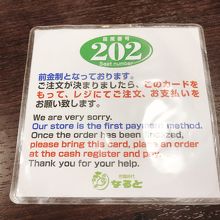 座席番号
202
Seat number
前金制となっております。
ご注文が決まりましたら、このカードを
もって、レジにてご注文、お支払いを
お願い致します。
We are very sorry.
Our store is the first payment method.
Once the order has been decided,
please bring this card, place an order
at the cash register and pay.
Thank you for your help.
なると